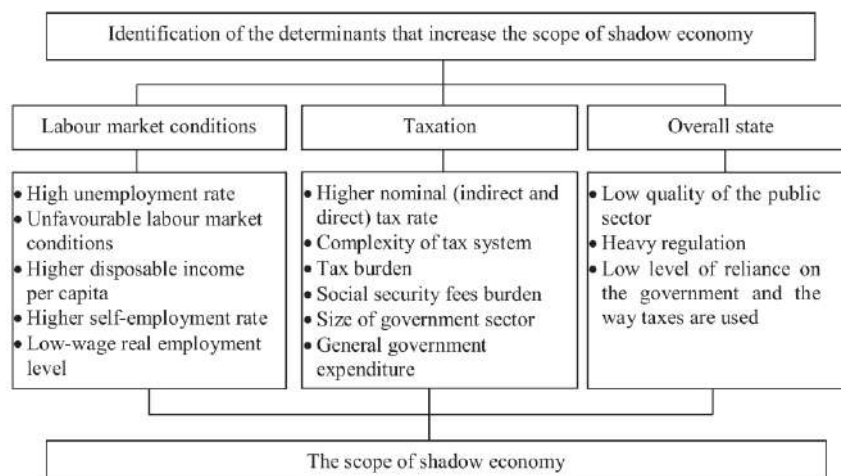 Identification of the determinants that increase the scope of shadow economy
Labour market conditions
Taxation
Overall state
• High unemployment rate
• Unfavourable labour market
conditions
• Higher disposable income
per capita
• Higher self-employment rate
• Low-wage real employment
level
• Higher nominal (indirect and
direct) tax rate
• Complexity of tax system
• Tax burden
• Social security fees burden
• Size of government sector
• General government
expenditure
• Low quality of the public
sector
• Heavy regulation
• Low level of reliance on
the government and the
way taxes are used
The scope of shadow economy